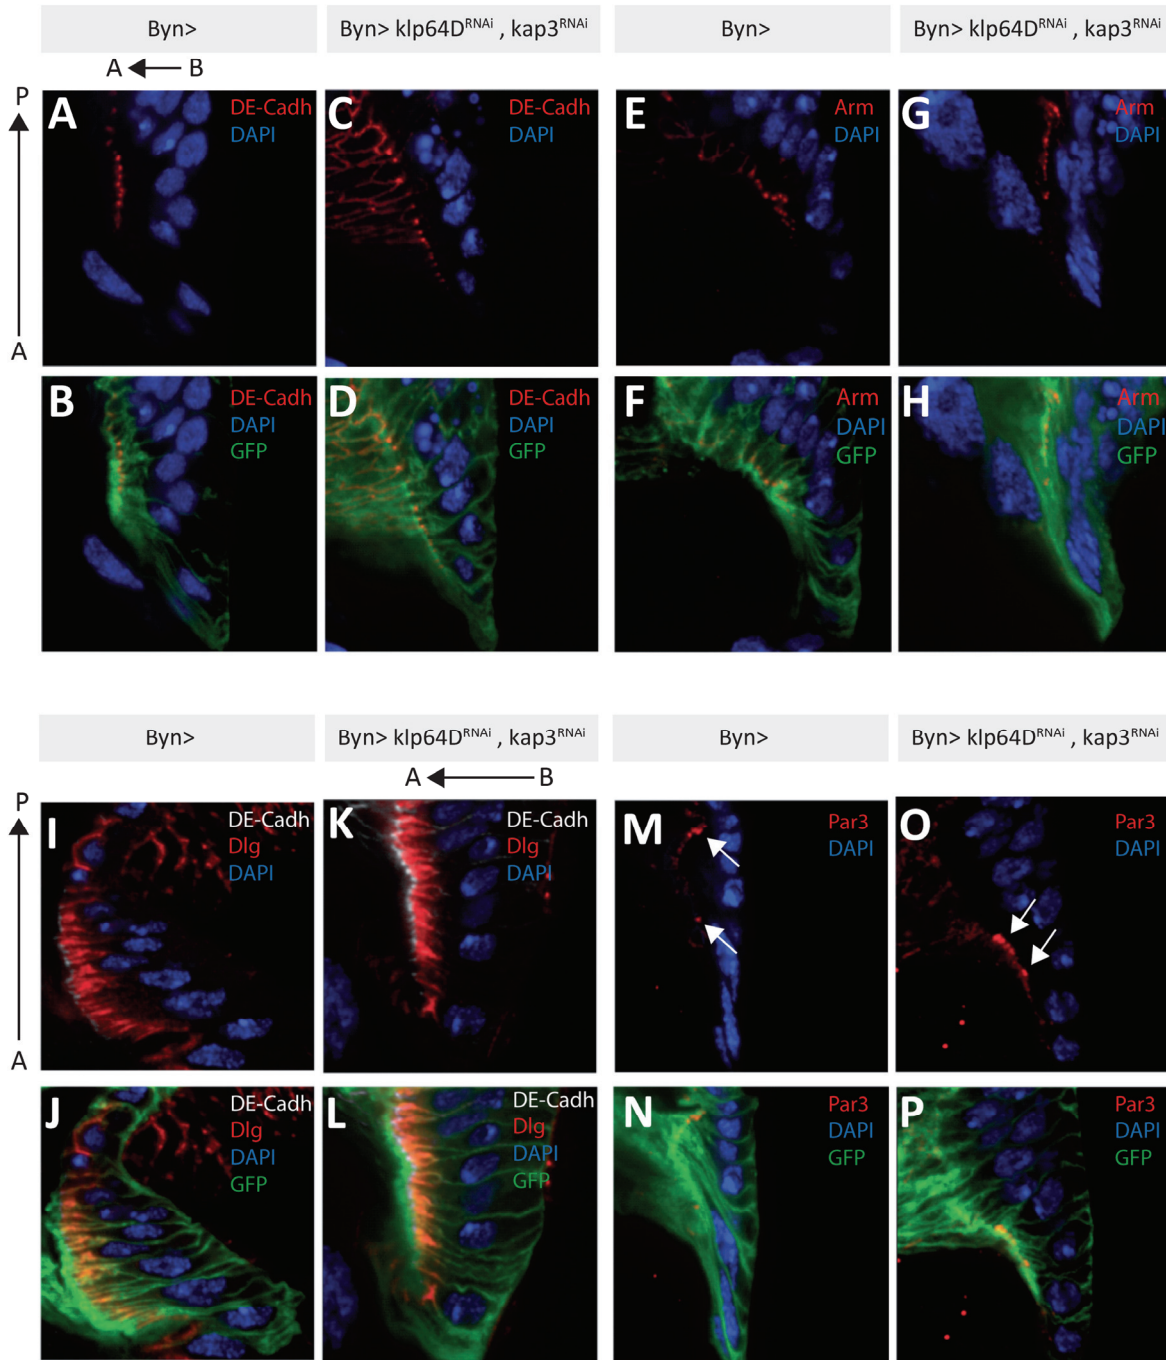 Byn>
Byn> klp64D^RNAi , kap3^RNAi
Byn>
Byn> klp64D^RNAi , kap3^RNAi
A B
P
A
A
DE-Cadh
DAPI
C
DE-Cadh
DAPI
E
Arm
DAPI
G
Arm
DAPI
B
DE-Cadh
DAPI
GFP
D
DE-Cadh
DAPI
GFP
F
Arm
DAPI
GFP
H
Arm
DAPI
GFP
Byn>
Byn> klp64D^RNAi , kap3^RNAi
Byn>
Byn> klp64D^RNAi , kap3^RNAi
A B
P
A
I
DE-Cadh
Dlg
DAPI
K
DE-Cadh
Dlg
DAPI
M
Par3
DAPI
O
Par3
DAPI
J
DE-Cadh
Dlg
DAPI
GFP
L
DE-Cadh
Dlg
DAPI
GFP
N
Par3
DAPI
GFP
P
Par3
DAPI
GFP